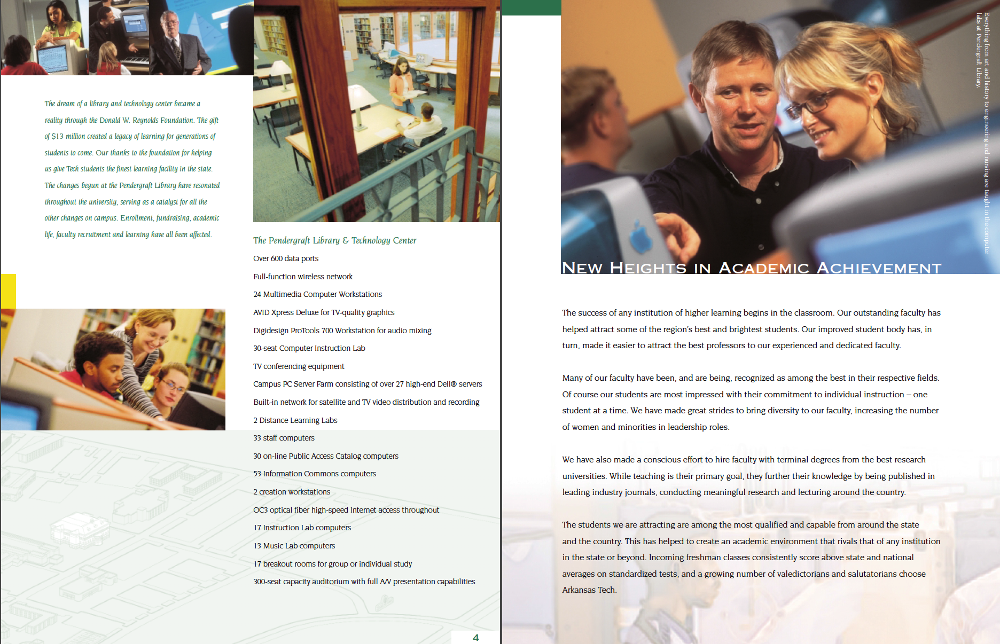 The dream of a library and technology center became a
reality through the Donald W. Reynolds Foundation. The gift
of $13 million created a legacy of learning for generations of
students to come. Our thanks to the foundation for helping
us give Tech students the finest learning facility in the state.
The changes begun at the Pendergraft Library have resonated
throughout the university, serving as a catalyst for all the
other changes on campus. Enrollment, fundraising, academic
life, faculty recruitment and learning have all been affected.
The Pendergraft Library & Technology Center
Over 600 data ports
Full-function wireless network
24 Multimedia Computer Workstations
AVID Xpress Deluxe for TV-quality graphics
Digidesign ProTools 700 Workstation for audio mixing
30-seat Computer Instruction Lab
TV conferencing equipment
Campus PC Server Farm consisting of over 27 high-end Dell® servers
Built-in network for satellite and TV video distribution and recording
2 Distance Learning Labs
33 staff computers
30 on-line Public Access Catalog computers
53 Information Commons computers
2 creation workstations
OC3 optical fiber high-speed Internet access throughout
17 Instruction Lab computers
13 Music Lab computers
17 breakout rooms for group or individual study
300-seat capacity auditorium with full A/V presentation capabilities
4
Everything from art and history to engineering and nursing are taught in the computer
labs at Pendergraft Library.
New Heights in Academic Achievement
The success of any institution of higher learning begins in the classroom. Our outstanding faculty has
helped attract some of the region's best and brightest students. Our improved student body has, in
turn, made it easier to attract the best professors to our experienced and dedicated faculty.
Many of our faculty have been, and are being, recognized as among the best in their respective fields.
Of course our students are most impressed with their commitment to individual instruction – one
student at a time. We have made great strides to bring diversity to our faculty, increasing the number
of women and minorities in leadership roles.
We have also made a conscious effort to hire faculty with terminal degrees from the best research
universities. While teaching is their primary goal, they further their knowledge by being published in
leading industry journals, conducting meaningful research and lecturing around the country.
The students we are attracting are among the most qualified and capable from around the state
and the country. This has helped to create an academic environment that rivals that of any institution
in the state or beyond. Incoming freshman classes consistently score above state and national
averages on standardized tests, and a growing number of valedictorians and salutatorians choose
Arkansas Tech.